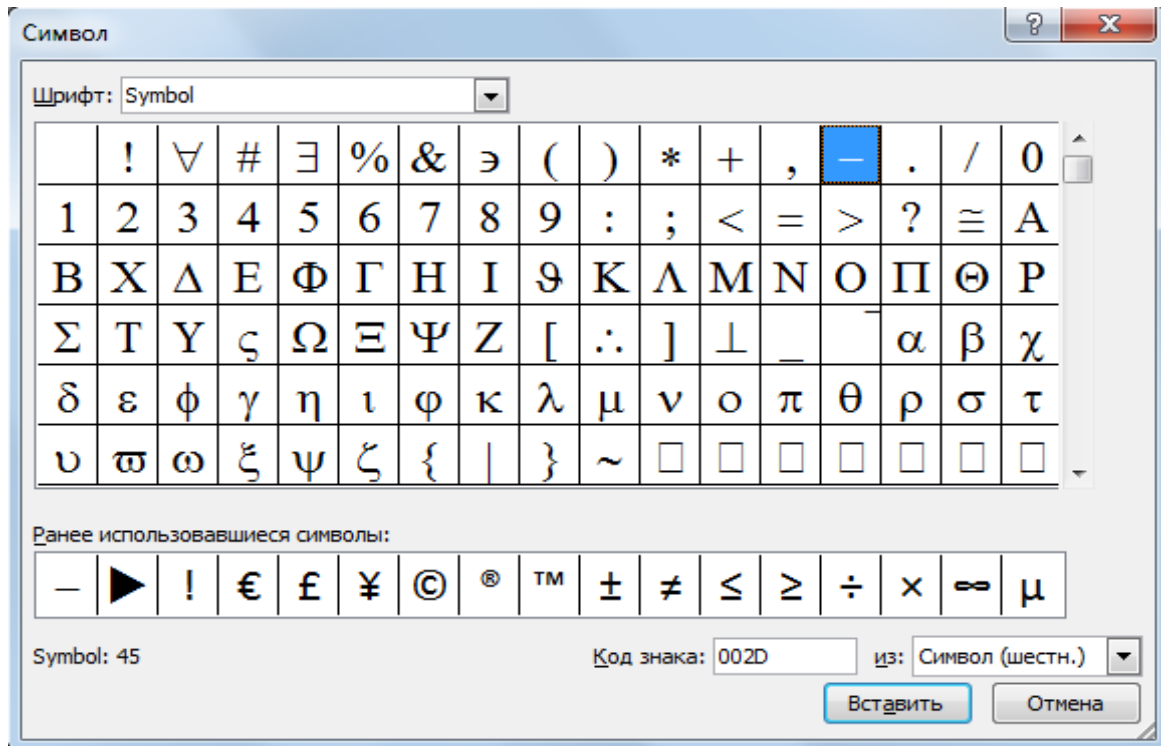 Символ
Шрифт: Symbol
! ∀ # ∃ % & ∍ ( ) ∗ + , − . / 0
1 2 3 4 5 6 7 8 9 : ; < = > ? ≅ Α
Β Χ Δ Ε Φ Γ Η Ι ϑ Κ Λ Μ Ν Ο Π Θ Ρ
Σ Τ Υ ς Ω Ξ Ψ Ζ [ ∴ ] ⊥ _ ‾ α β χ
δ ε φ γ η ι ϕ κ λ μ ν ο π θ ρ σ τ
υ ϖ ω ξ ψ ζ { | } ~ □ □ □ □ □ □ □
Ранее использовавшиеся символы:
− ▶ ! € £ ¥ © ® ™ ± ≠ ≤ ≥ ÷ × ∞ µ
Symbol: 45 Код знака: 002D из: Символ (шестн.)
Вставить Отмена